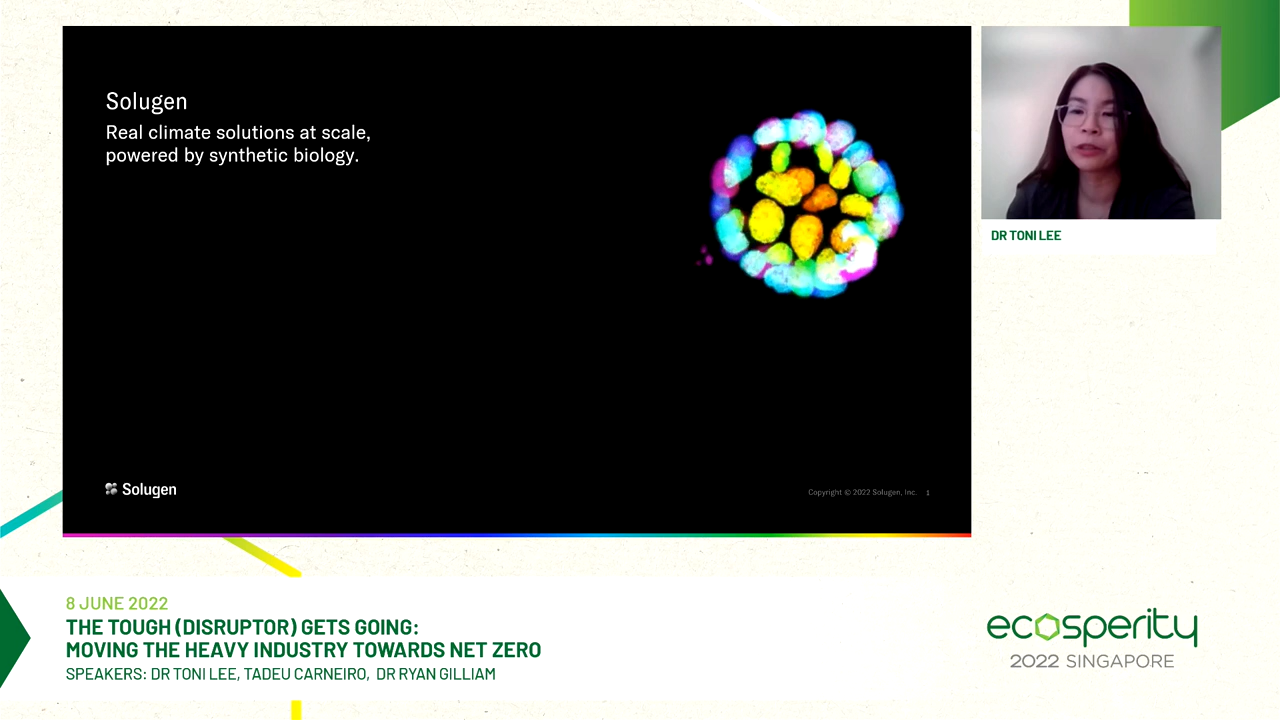 Solugen
Real climate solutions at scale,
powered by synthetic biology.
Solugen
Copyright © 2022 Solugen, Inc. 1
DR TONI LEE
8 JUNE 2022
THE TOUGH (DISRUPTOR) GETS GOING:
MOVING THE HEAVY INDUSTRY TOWARDS NET ZERO
SPEAKERS: DR TONI LEE, TADEU CARNEIRO, DR RYAN GILLIAM
ecosperity
2022 SINGAPORE